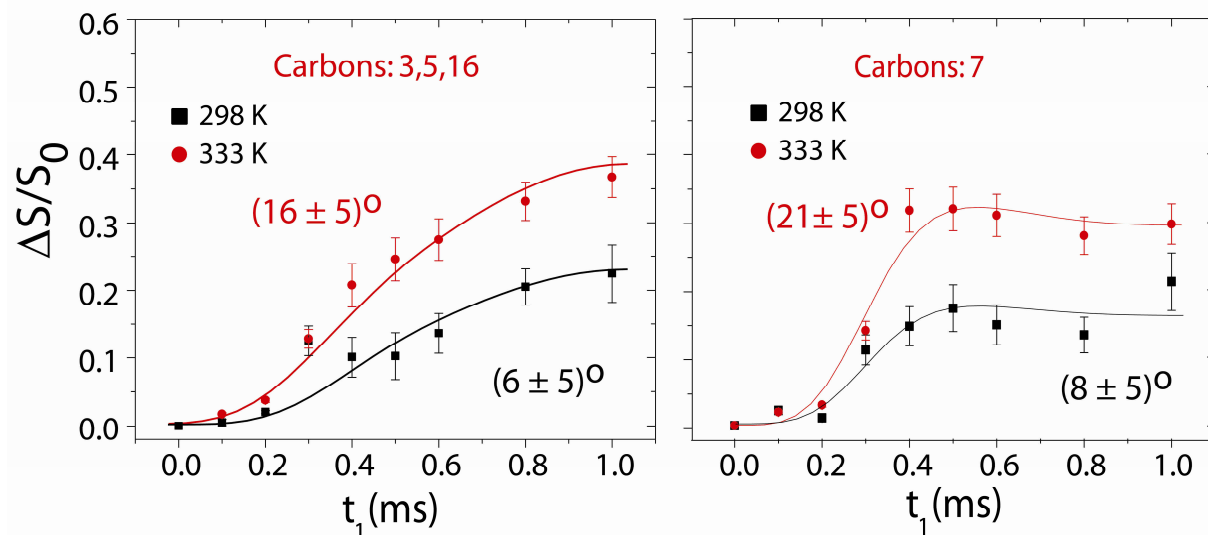 ΔS/S₀
0.6
0.5
0.4
0.3
0.2
0.1
0.0
Carbons: 3,5,16
298 K
333 K
(16 ± 5)º
(6 ± 5)º
0.0 0.2 0.4 0.6 0.8 1.0
t₁(ms)
Carbons: 7
298 K
333 K
(21± 5)º
(8 ± 5)º
0.0 0.2 0.4 0.6 0.8 1.0
t₁(ms)